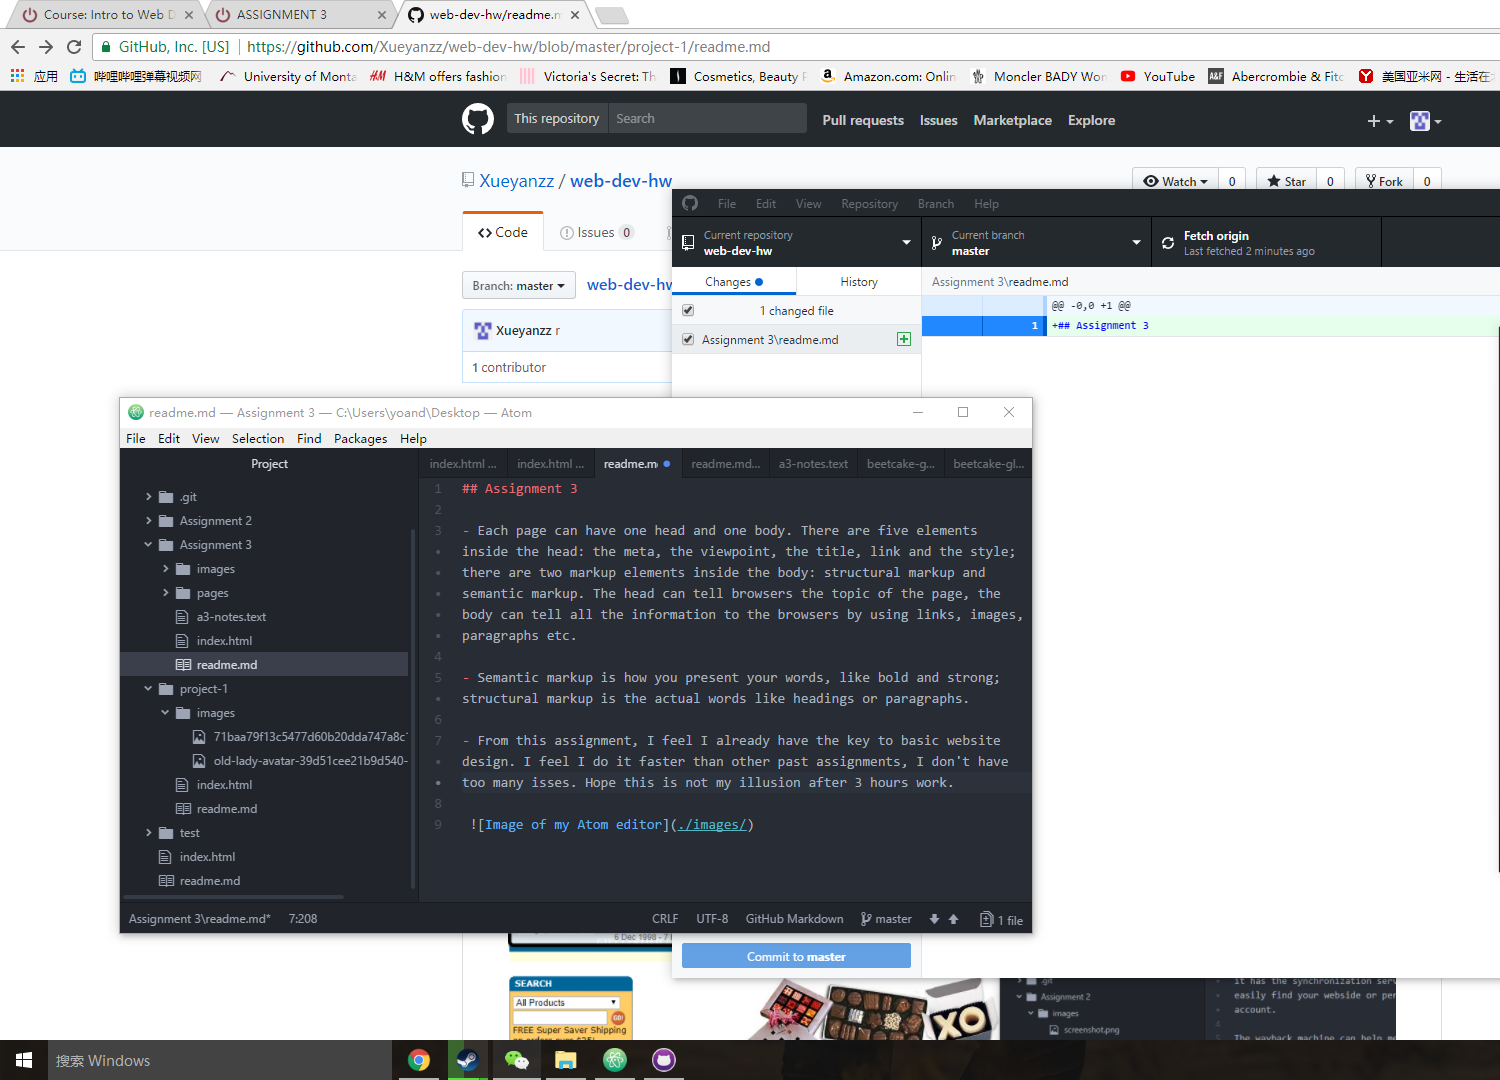 Course: Intro to Web D
ASSIGNMENT 3
web-dev-hw/readme.m
GitHub, Inc. [US]
https://github.com/Xueyanzz/web-dev-hw/blob/master/project-1/readme.md
应用
哔哩哔哩弹幕视频网
University of Monta
H&M offers fashion
Victoria's Secret: Th
Cosmetics, Beauty F
Amazon.com: Onlin
Moncler BADY Wom
YouTube
Abercrombie & Fitc
美国亚米网 - 生活在
This repository
Search
Pull requests
Issues
Marketplace
Explore
Xueyanzz / web-dev-hw
Watch
0
Star
0
Fork
0
Code
Issues 0
Branch: master
web-dev-hw
Xueyanzz r
1 contributor
File Edit View Repository Branch Help
Current repository
web-dev-hw
Current branch
master
Fetch origin
Last fetched 2 minutes ago
Changes
History
Assignment 3\readme.md
1 changed file
Assignment 3\readme.md
@@ -0,0 +1 @@
1 +## Assignment 3
readme.md — Assignment 3 — C:\Users\yoand\Desktop — Atom
File Edit View Selection Find Packages Help
Project
.git
Assignment 2
Assignment 3
images
pages
a3-notes.text
index.html
readme.md
project-1
images
71baa79f13c5477d60b20dda747a8c
old-lady-avatar-39d51cee21b9d540-
index.html
readme.md
test
index.html
readme.md
index.html ...
index.html ...
readme.m
readme.md...
a3-notes.text
beetcake-g...
beetcake-gl...
1 ## Assignment 3
2
3 - Each page can have one head and one body. There are five elements
inside the head: the meta, the viewpoint, the title, link and the style;
there are two markup elements inside the body: structural markup and
semantic markup. The head can tell browsers the topic of the page, the
body can tell all the information to the browsers by using links, images,
paragraphs etc.
4
5 - Semantic markup is how you present your words, like bold and strong;
structural markup is the actual words like headings or paragraphs.
6
7 - From this assignment, I feel I already have the key to basic website
design. I feel I do it faster than other past assignments, I don't have
too many isses. Hope this is not my illusion after 3 hours work.
8
9 ![Image of my Atom editor](./images/)
Assignment 3\readme.md*
7:208
CRLF
UTF-8
GitHub Markdown
master
1 file
6 Dec 1998 - 7
Commit to master
SEARCH
All Products
GO!
FREE Super Saver Shipping
on orders over $25!
XO
.git
Assignment 2
images
screenshot.png
it has the synchronization ser
easily find your webside or per
account.
The wayback machine can help m
搜索 Windows